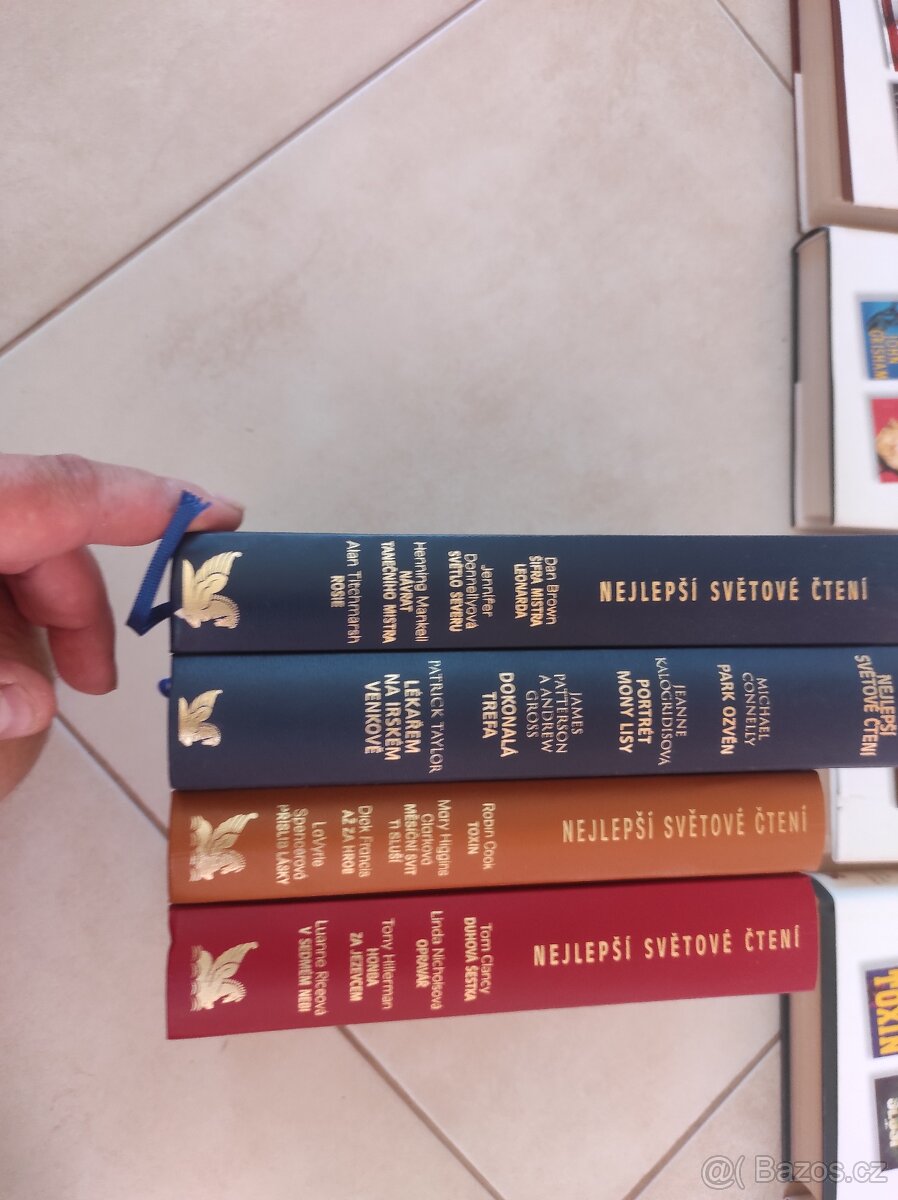 NEJLEPŠÍ SVĚTOVÉ ČTENÍ
Dan Brown
ŠIFRA MISTRA
LEONARDA
Jennifer
Donnellyová
SVĚTLO SEVERU
Henning Mankell
NÁVRAT
TANEČNÍHO MISTRA
Alan Titchmarsh
ROSIE
NEJLEPŠÍ
SVĚTOVÉ ČTENÍ
MICHAEL
CONNELLY
PARK OZVĚN
JEANNE
KALOGRIDISOVÁ
PORTRÉT
MONY LISY
JAMES
PATTERSON
A ANDREW
GROSS
DOKONALÁ
TREFA
PATRICK TAYLOR
LÉKAŘEM
NA IRSKÉM
VENKOVĚ
NEJLEPŠÍ SVĚTOVÉ ČTENÍ
Robin Cook
TOXIN
Mary Higgins
Clarková
MĚSÍČNÍ SVIT
TI SLUŠÍ
Dick Francis
AŽ ZA HROB
LaVyrle
Spencerová
PŘÍSLIB LÁSKY
NEJLEPŠÍ SVĚTOVÉ ČTENÍ
Tom Clancy
DUHOVÁ ŠESTKA
Linda Nicholsová
OPRAVÁŘ
Tony Hillerman
HONBA
ZA JEZEVCEM
Luanne Riceová
V SEDMÉM NEBI
JOHN
GRISHAM
TOXIN
@( Bazos.cz